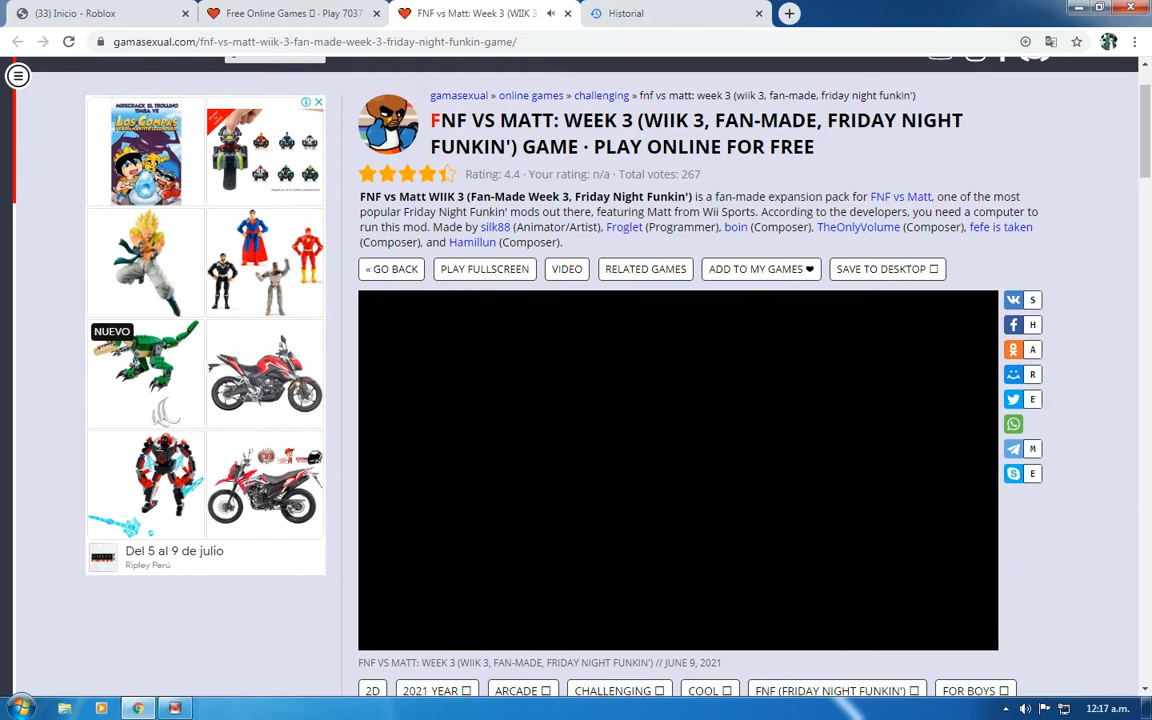 (33) Inicio - Roblox
Free Online Games · Play 7037
FNF vs Matt: Week 3 (WIIK 3
Historial
gamasexual.com/fnf-vs-matt-wiik-3-fan-made-week-3-friday-night-funkin-game/
gamasexual » online games » challenging » fnf vs matt: week 3 (wiik 3, fan-made, friday night funkin')
FNF VS MATT: WEEK 3 (WIIK 3, FAN-MADE, FRIDAY NIGHT
FUNKIN') GAME · PLAY ONLINE FOR FREE
Rating: 4.4 · Your rating: n/a · Total votes: 267
FNF vs Matt WIIK 3 (Fan-Made Week 3, Friday Night Funkin') is a fan-made expansion pack for FNF vs Matt, one of the most
popular Friday Night Funkin' mods out there, featuring Matt from Wii Sports. According to the developers, you need a computer to
run this mod. Made by silk88 (Animator/Artist), Froglet (Programmer), boin (Composer), TheOnlyVolume (Composer), fefe is taken
(Composer), and Hamillun (Composer).
« GO BACK
PLAY FULLSCREEN
VIDEO
RELATED GAMES
ADD TO MY GAMES ❤
SAVE TO DESKTOP
MIKECRACK, EL TROLLINO
TIMBA VK
LOS COMPAS
NUEVO
Del 5 al 9 de julio
Ripley Perú
S
H
A
R
E
M
E
FNF VS MATT: WEEK 3 (WIIK 3, FAN-MADE, FRIDAY NIGHT FUNKIN') // JUNE 9, 2021
2D
2021 YEAR
ARCADE
CHALLENGING
COOL
FNF (FRIDAY NIGHT FUNKIN')
FOR BOYS
12:17 a.m.